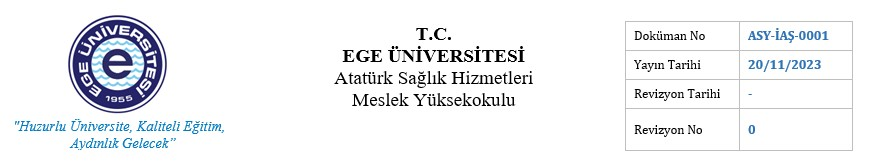 EGE ÜNİVERSİTESİ
e
1955
"Huzurlu Üniversite, Kaliteli Eğitim,
Aydınlık Gelecek”
T.C.
EGE ÜNİVERSİTESİ
Atatürk Sağlık Hizmetleri
Meslek Yüksekokulu
Doküman No ASY-İAŞ-0001
Yayın Tarihi 20/11/2023
Revizyon Tarihi -
Revizyon No 0